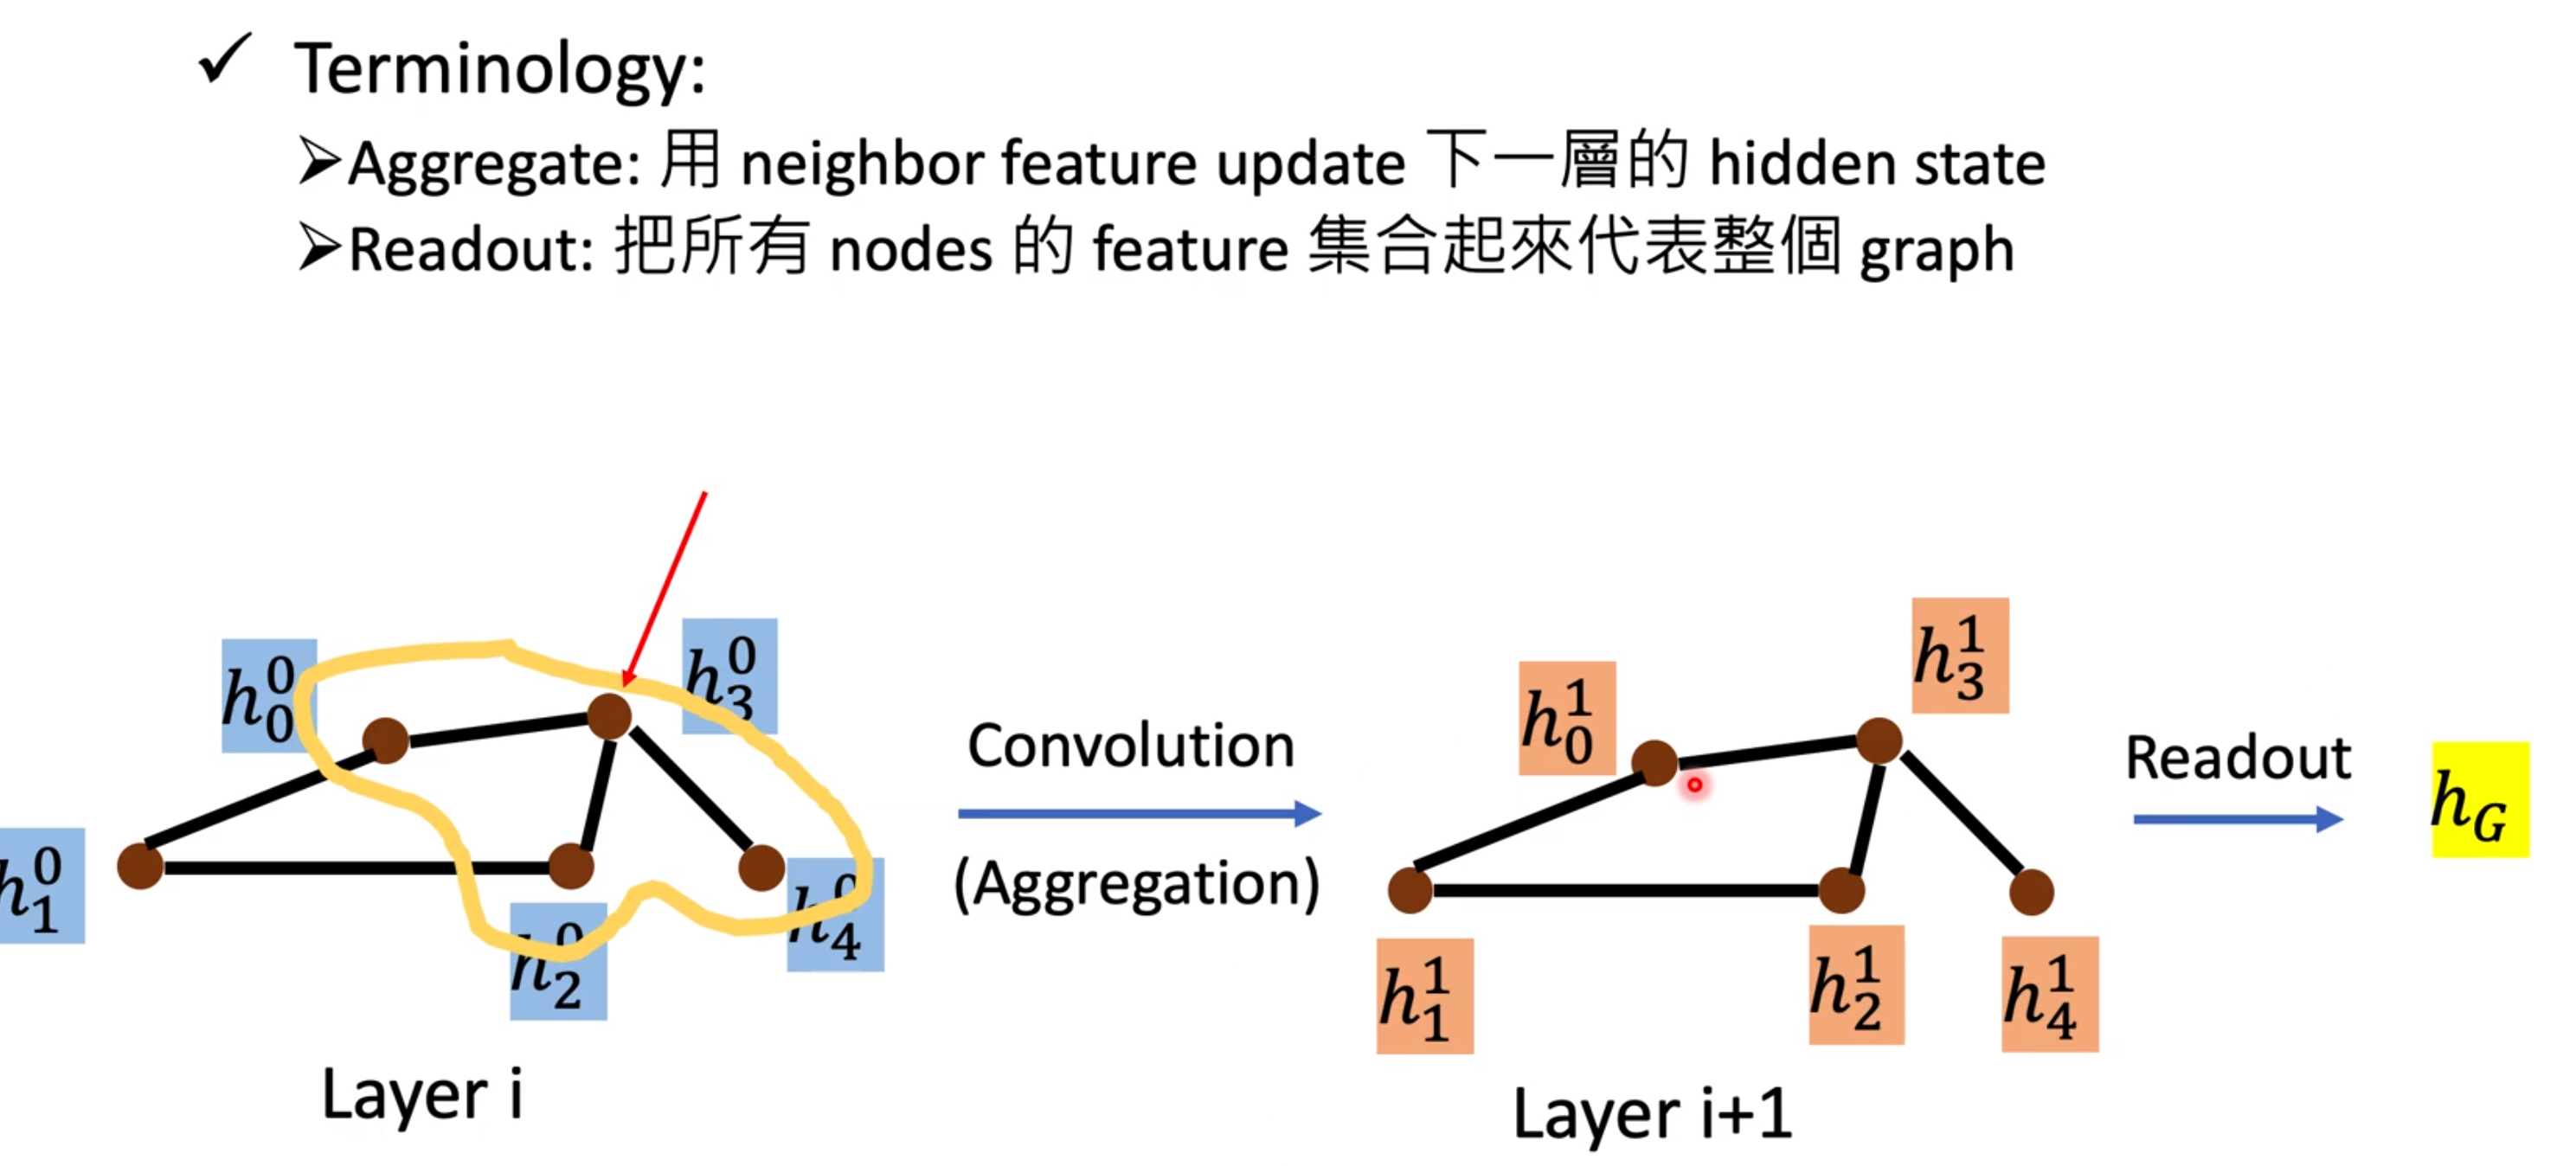 ✓ Terminology:
➢Aggregate: 用 neighbor feature update 下一層的 hidden state
➢Readout: 把所有 nodes 的 feature 集合起來代表整個 graph
h_0^0
h_3^0
h_1^0
h_2^0
h_4^0
Layer i
Convolution
(Aggregation)
h_0^1
h_3^1
h_1^1
h_2^1
h_4^1
Layer i+1
Readout
h_G